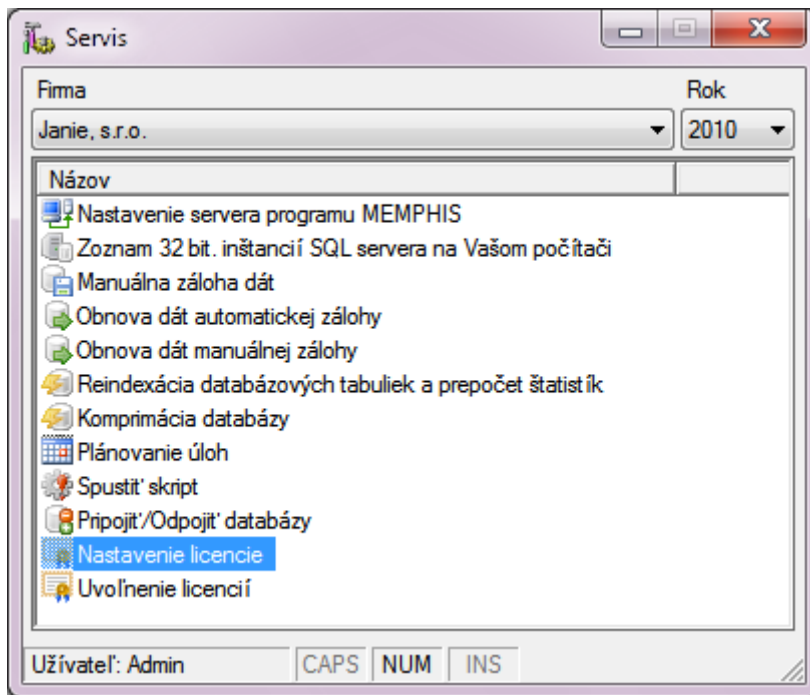 Servis
Firma Rok
Janie, s.r.o. 2010
Názov
Nastavenie servera programu MEMPHIS
Zoznam 32 bit. inštancií SQL servera na Vašom počítači
Manuálna záloha dát
Obnova dát automatickej zálohy
Obnova dát manuálnej zálohy
Reindexácia databázových tabuliek a prepočet štatistík
Komprimácia databázy
Plánovanie úloh
Spustiť skript
Pripojiť/Odpojiť databázy
Nastavenie licencie
Uvoľnenie licencií
Užívateľ: Admin CAPS NUM INS